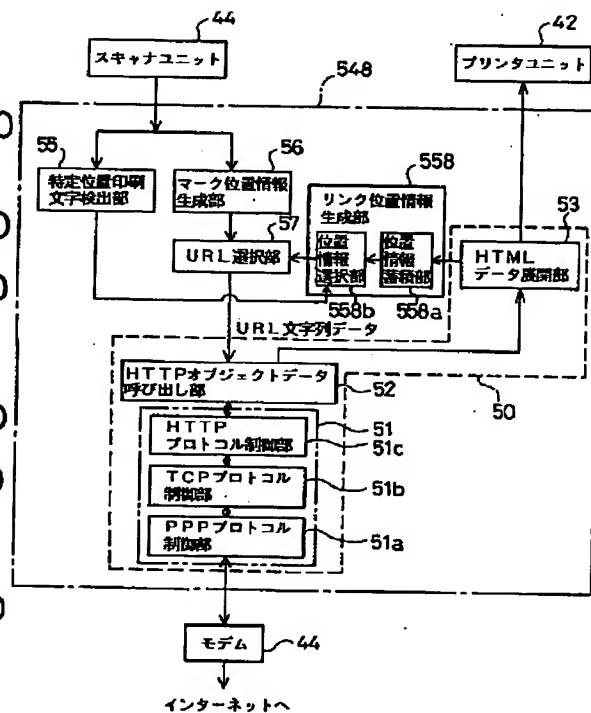 44
スキャナユニット
42
プリンタユニット
548
55
特定位置印刷
文字検出部
56
マーク位置情報
生成部
57
URL選択部
558
リンク位置情報
生成部
位置
情報
選択部
558b
位置
情報
蓄積部
558a
53
HTML
データ展開部
URL文字列データ
HTTPオブジェクトデータ
呼び出し部
52
50
51
HTTP
プロトコル制御部
51c
TCPプロトコル
制御部
51b
PPPプロトコル
制御部
51a
モデム
44
インターネットへ